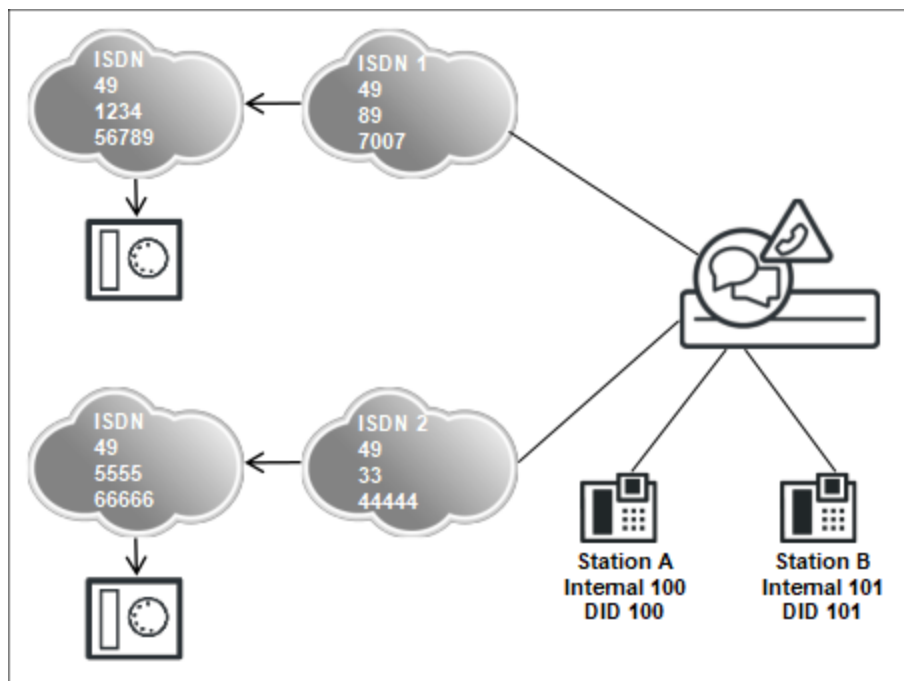 ISDN
49
1234
56789
ISDN 1
49
89
7007
ISDN
49
5555
66666
ISDN 2
49
33
44444
Station A
Internal 100
DID 100
Station B
Internal 101
DID 101